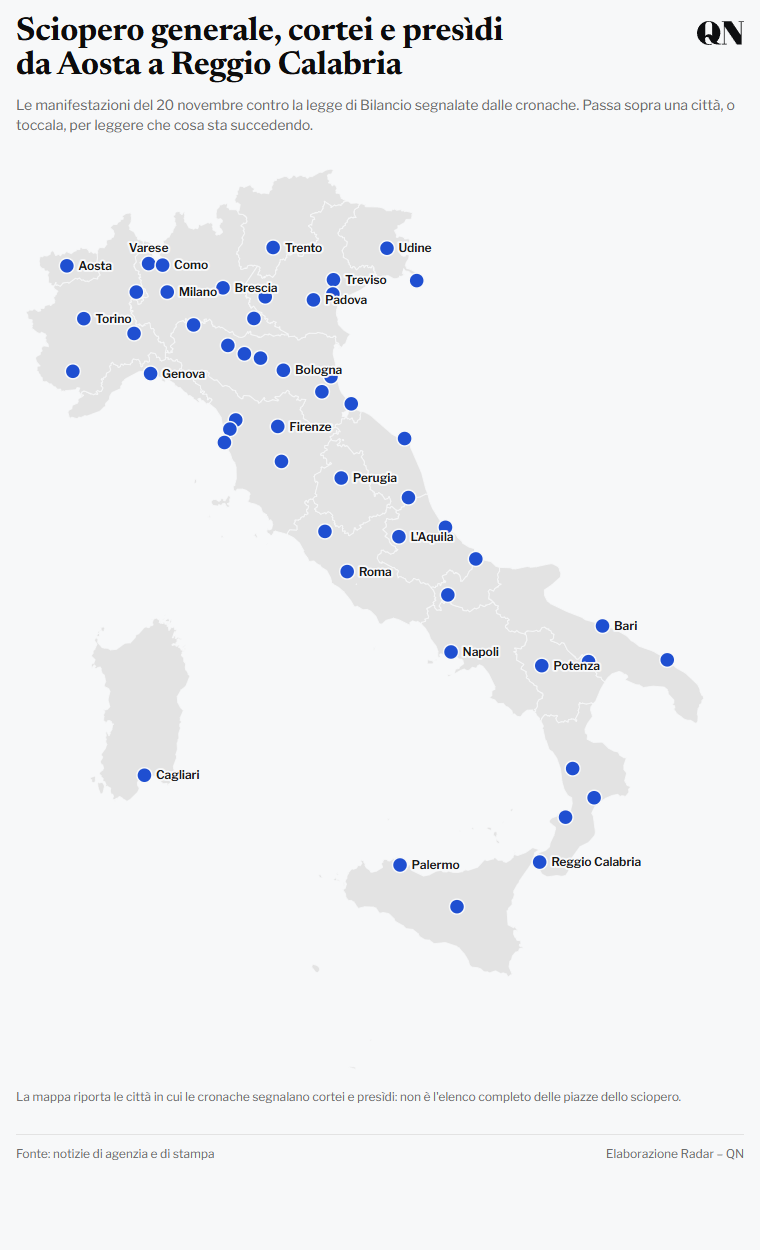 Sciopero generale, cortei e presìdi
da Aosta a Reggio Calabria
QN
Le manifestazioni del 20 novembre contro la legge di Bilancio segnalate dalle cronache. Passa sopra una città, o
toccala, per leggere che cosa sta succedendo.
Varese
Trento
Udine
Aosta
Como
Treviso
Brescia
Milano
Padova
Torino
Bologna
Genova
Firenze
Perugia
L'Aquila
Roma
Bari
Napoli
Potenza
Cagliari
Reggio Calabria
Palermo
La mappa riporta le città in cui le cronache segnalano cortei e presìdi: non è l'elenco completo delle piazze dello sciopero.
Fonte: notizie di agenzia e di stampa
Elaborazione Radar – QN